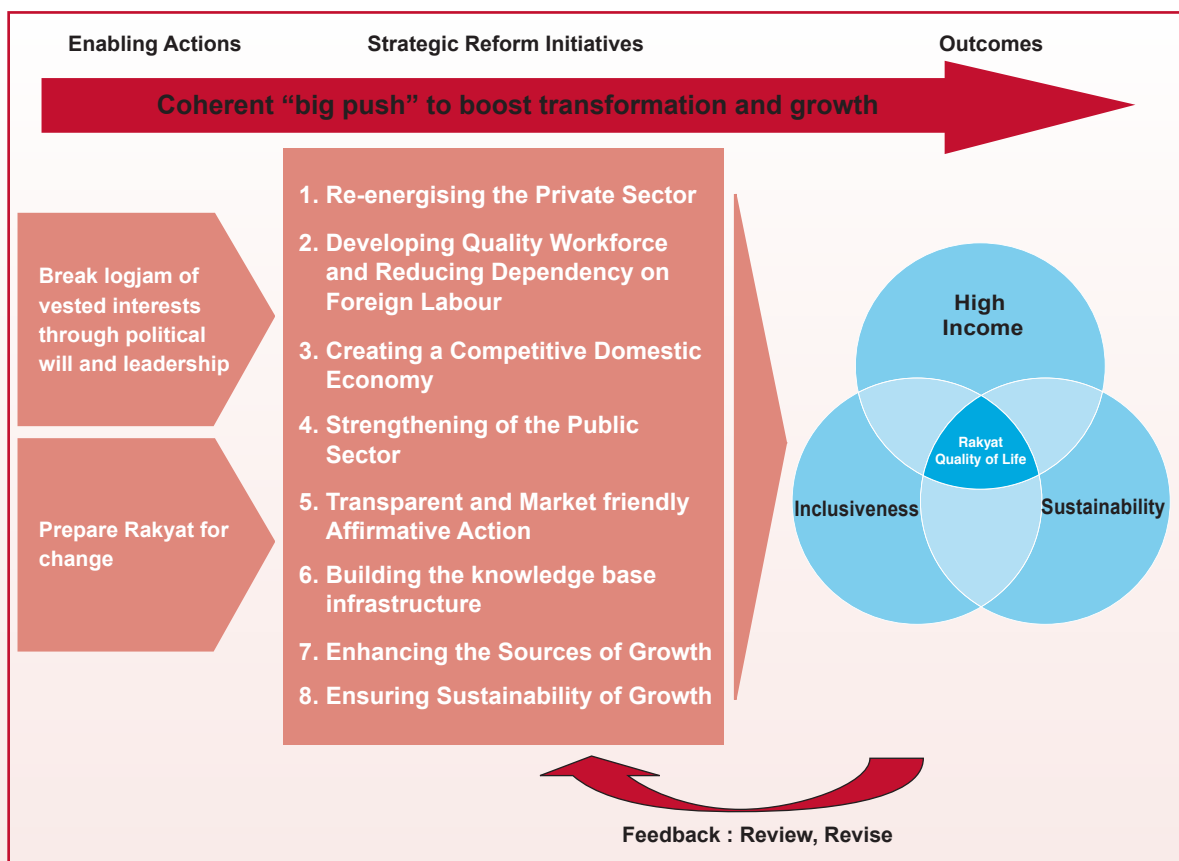 Enabling Actions
Strategic Reform Initiatives
Outcomes
Coherent “big push” to boost transformation and growth
Break logjam of
vested interests
through political
will and leadership
Prepare Rakyat for
change
1. Re-energising the Private Sector
2. Developing Quality Workforce
and Reducing Dependency on
Foreign Labour
3. Creating a Competitive Domestic
Economy
4. Strengthening of the Public
Sector
5. Transparent and Market friendly
Affirmative Action
6. Building the knowledge base
infrastructure
7. Enhancing the Sources of Growth
8. Ensuring Sustainability of Growth
High
Income
Rakyat
Quality of Life
Inclusiveness
Sustainability
Feedback : Review, Revise